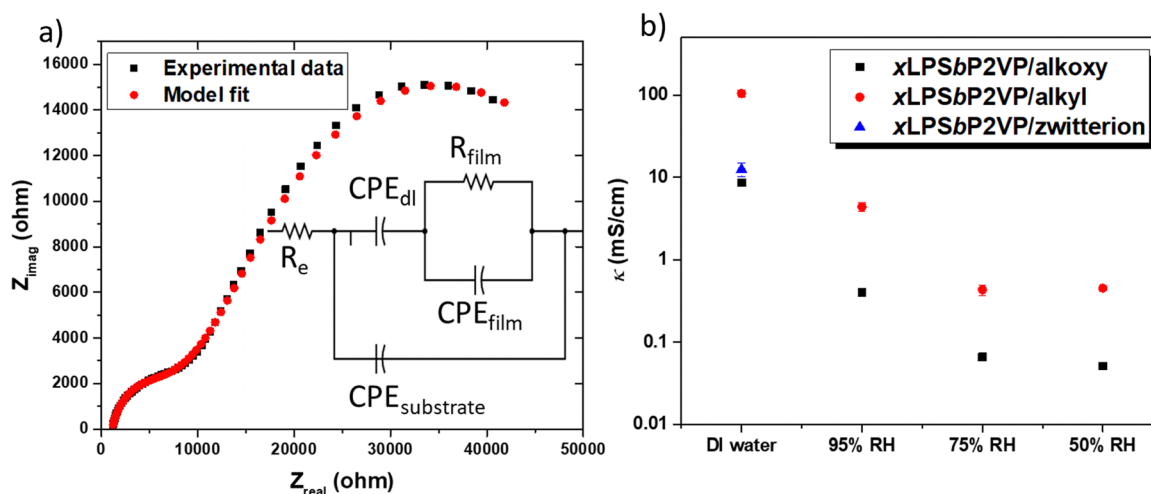 a)
Experimental data
Model fit
16000
14000
12000
10000
8000
6000
4000
2000
0
Z_imag (ohm)
0
10000
20000
30000
40000
50000
Z_real (ohm)
R_film
CPE_dl
R_e
CPE_film
CPE_substrate
b)
xLPSbP2VP/alkoxy
xLPSbP2VP/alkyl
xLPSbP2VP/zwitterion
100
10
1
0.1
0.01
κ (mS/cm)
DI water
95% RH
75% RH
50% RH